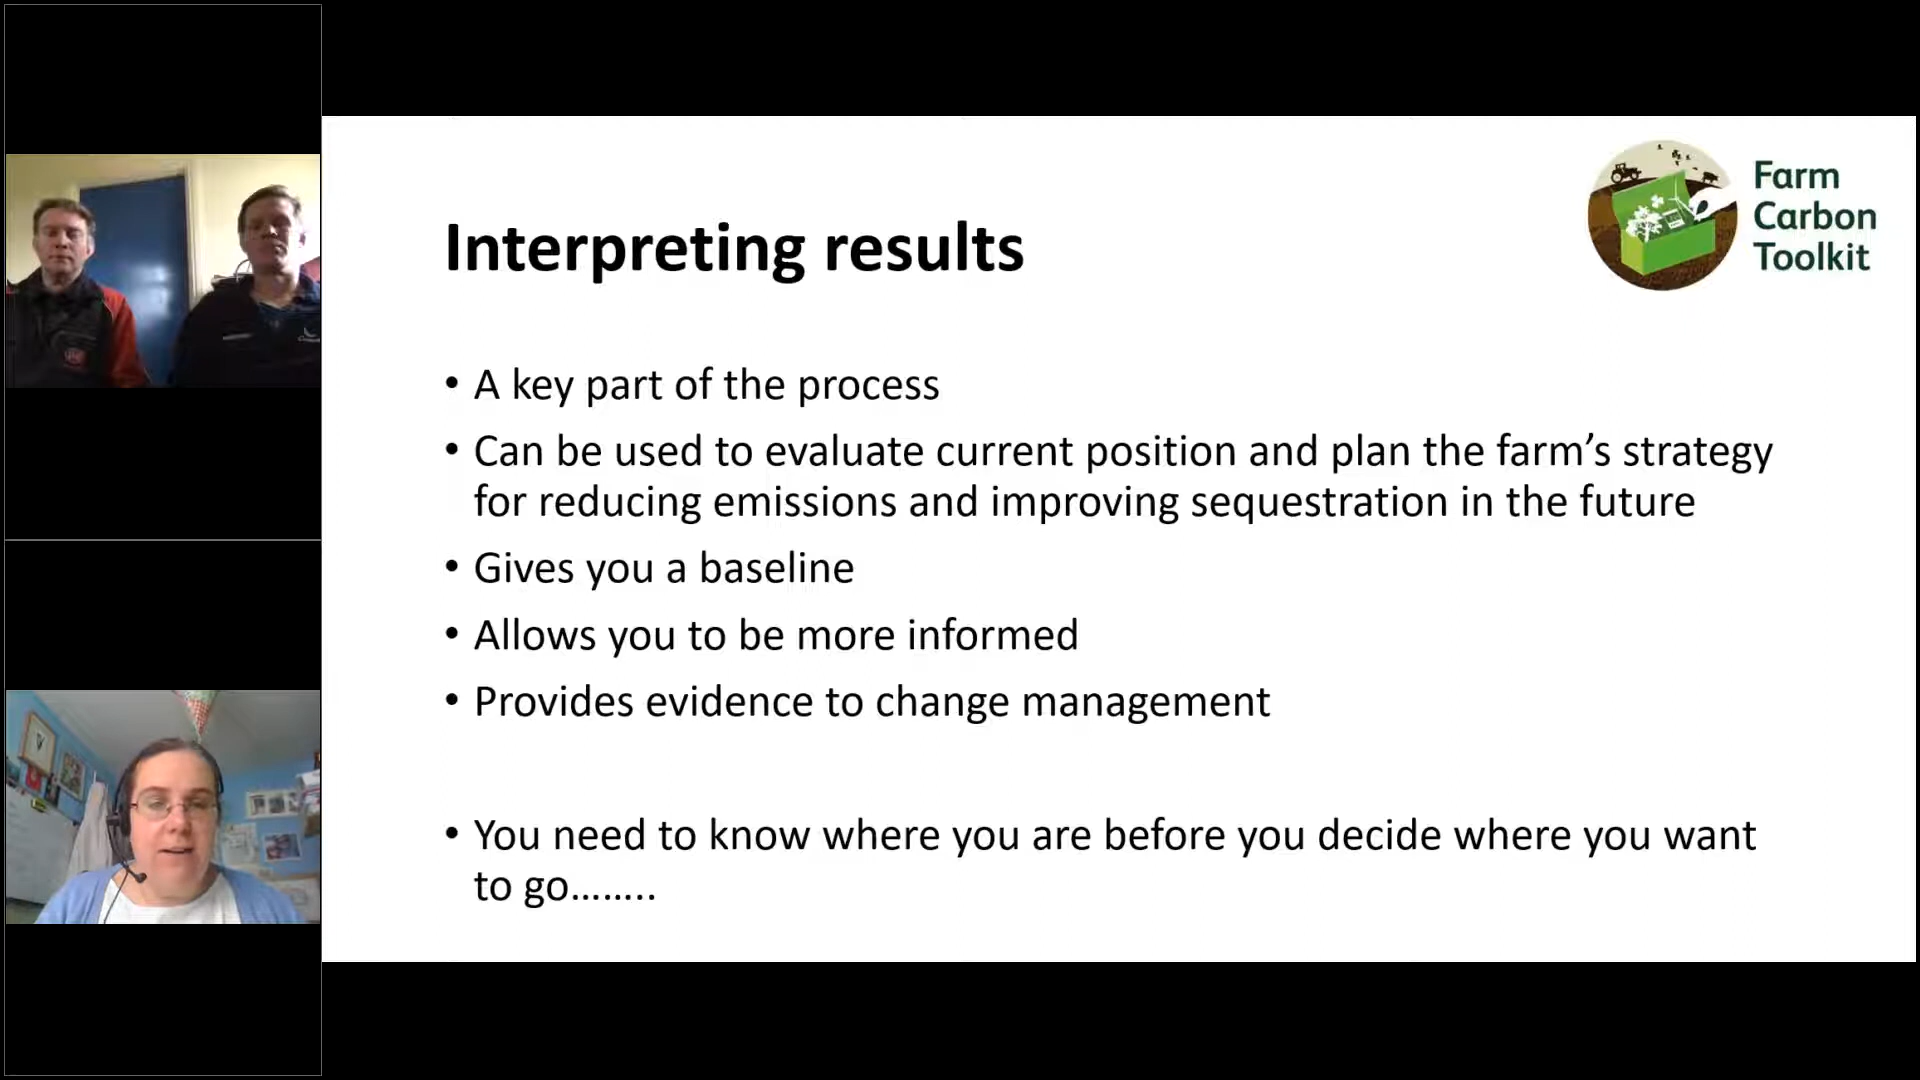 Farm
Carbon
Toolkit
Interpreting results
• A key part of the process
• Can be used to evaluate current position and plan the farm’s strategy
for reducing emissions and improving sequestration in the future
• Gives you a baseline
• Allows you to be more informed
• Provides evidence to change management
• You need to know where you are before you decide where you want
to go……..